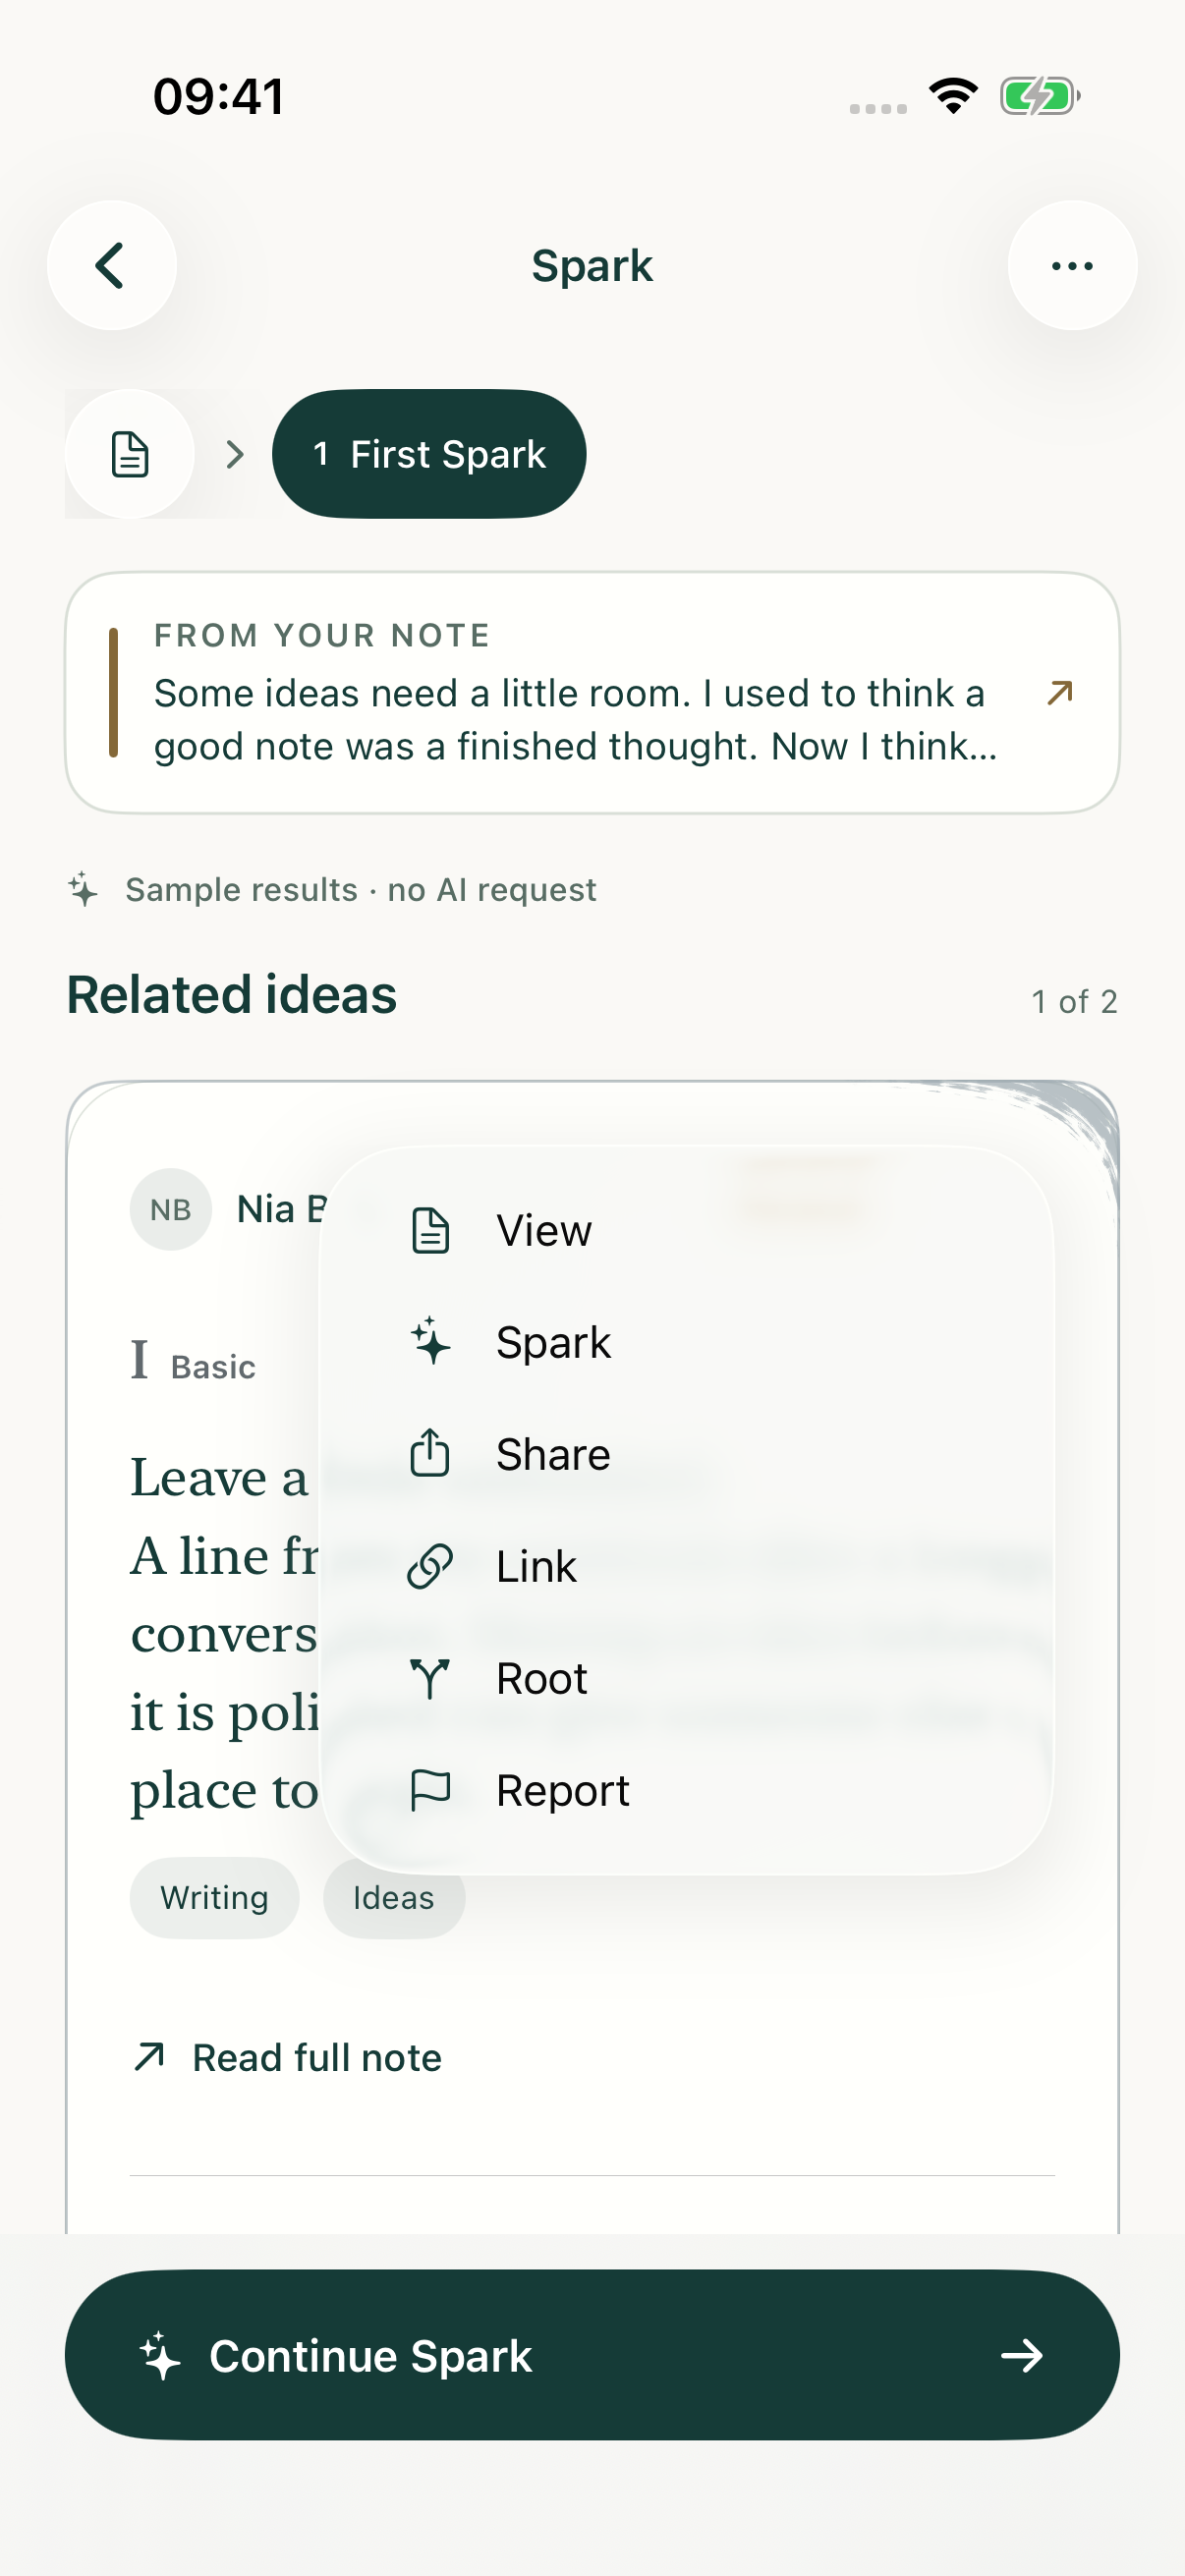 09:41
Spark
1 First Spark
FROM YOUR NOTE
Some ideas need a little room. I used to think a
good note was a finished thought. Now I think...
Sample results · no AI request
Related ideas
1 of 2
NB Nia B
I Basic
Leave a
A line fr
convers
it is poli
place to
View
Spark
Share
Link
Root
Report
Writing
Ideas
Read full note
Continue Spark